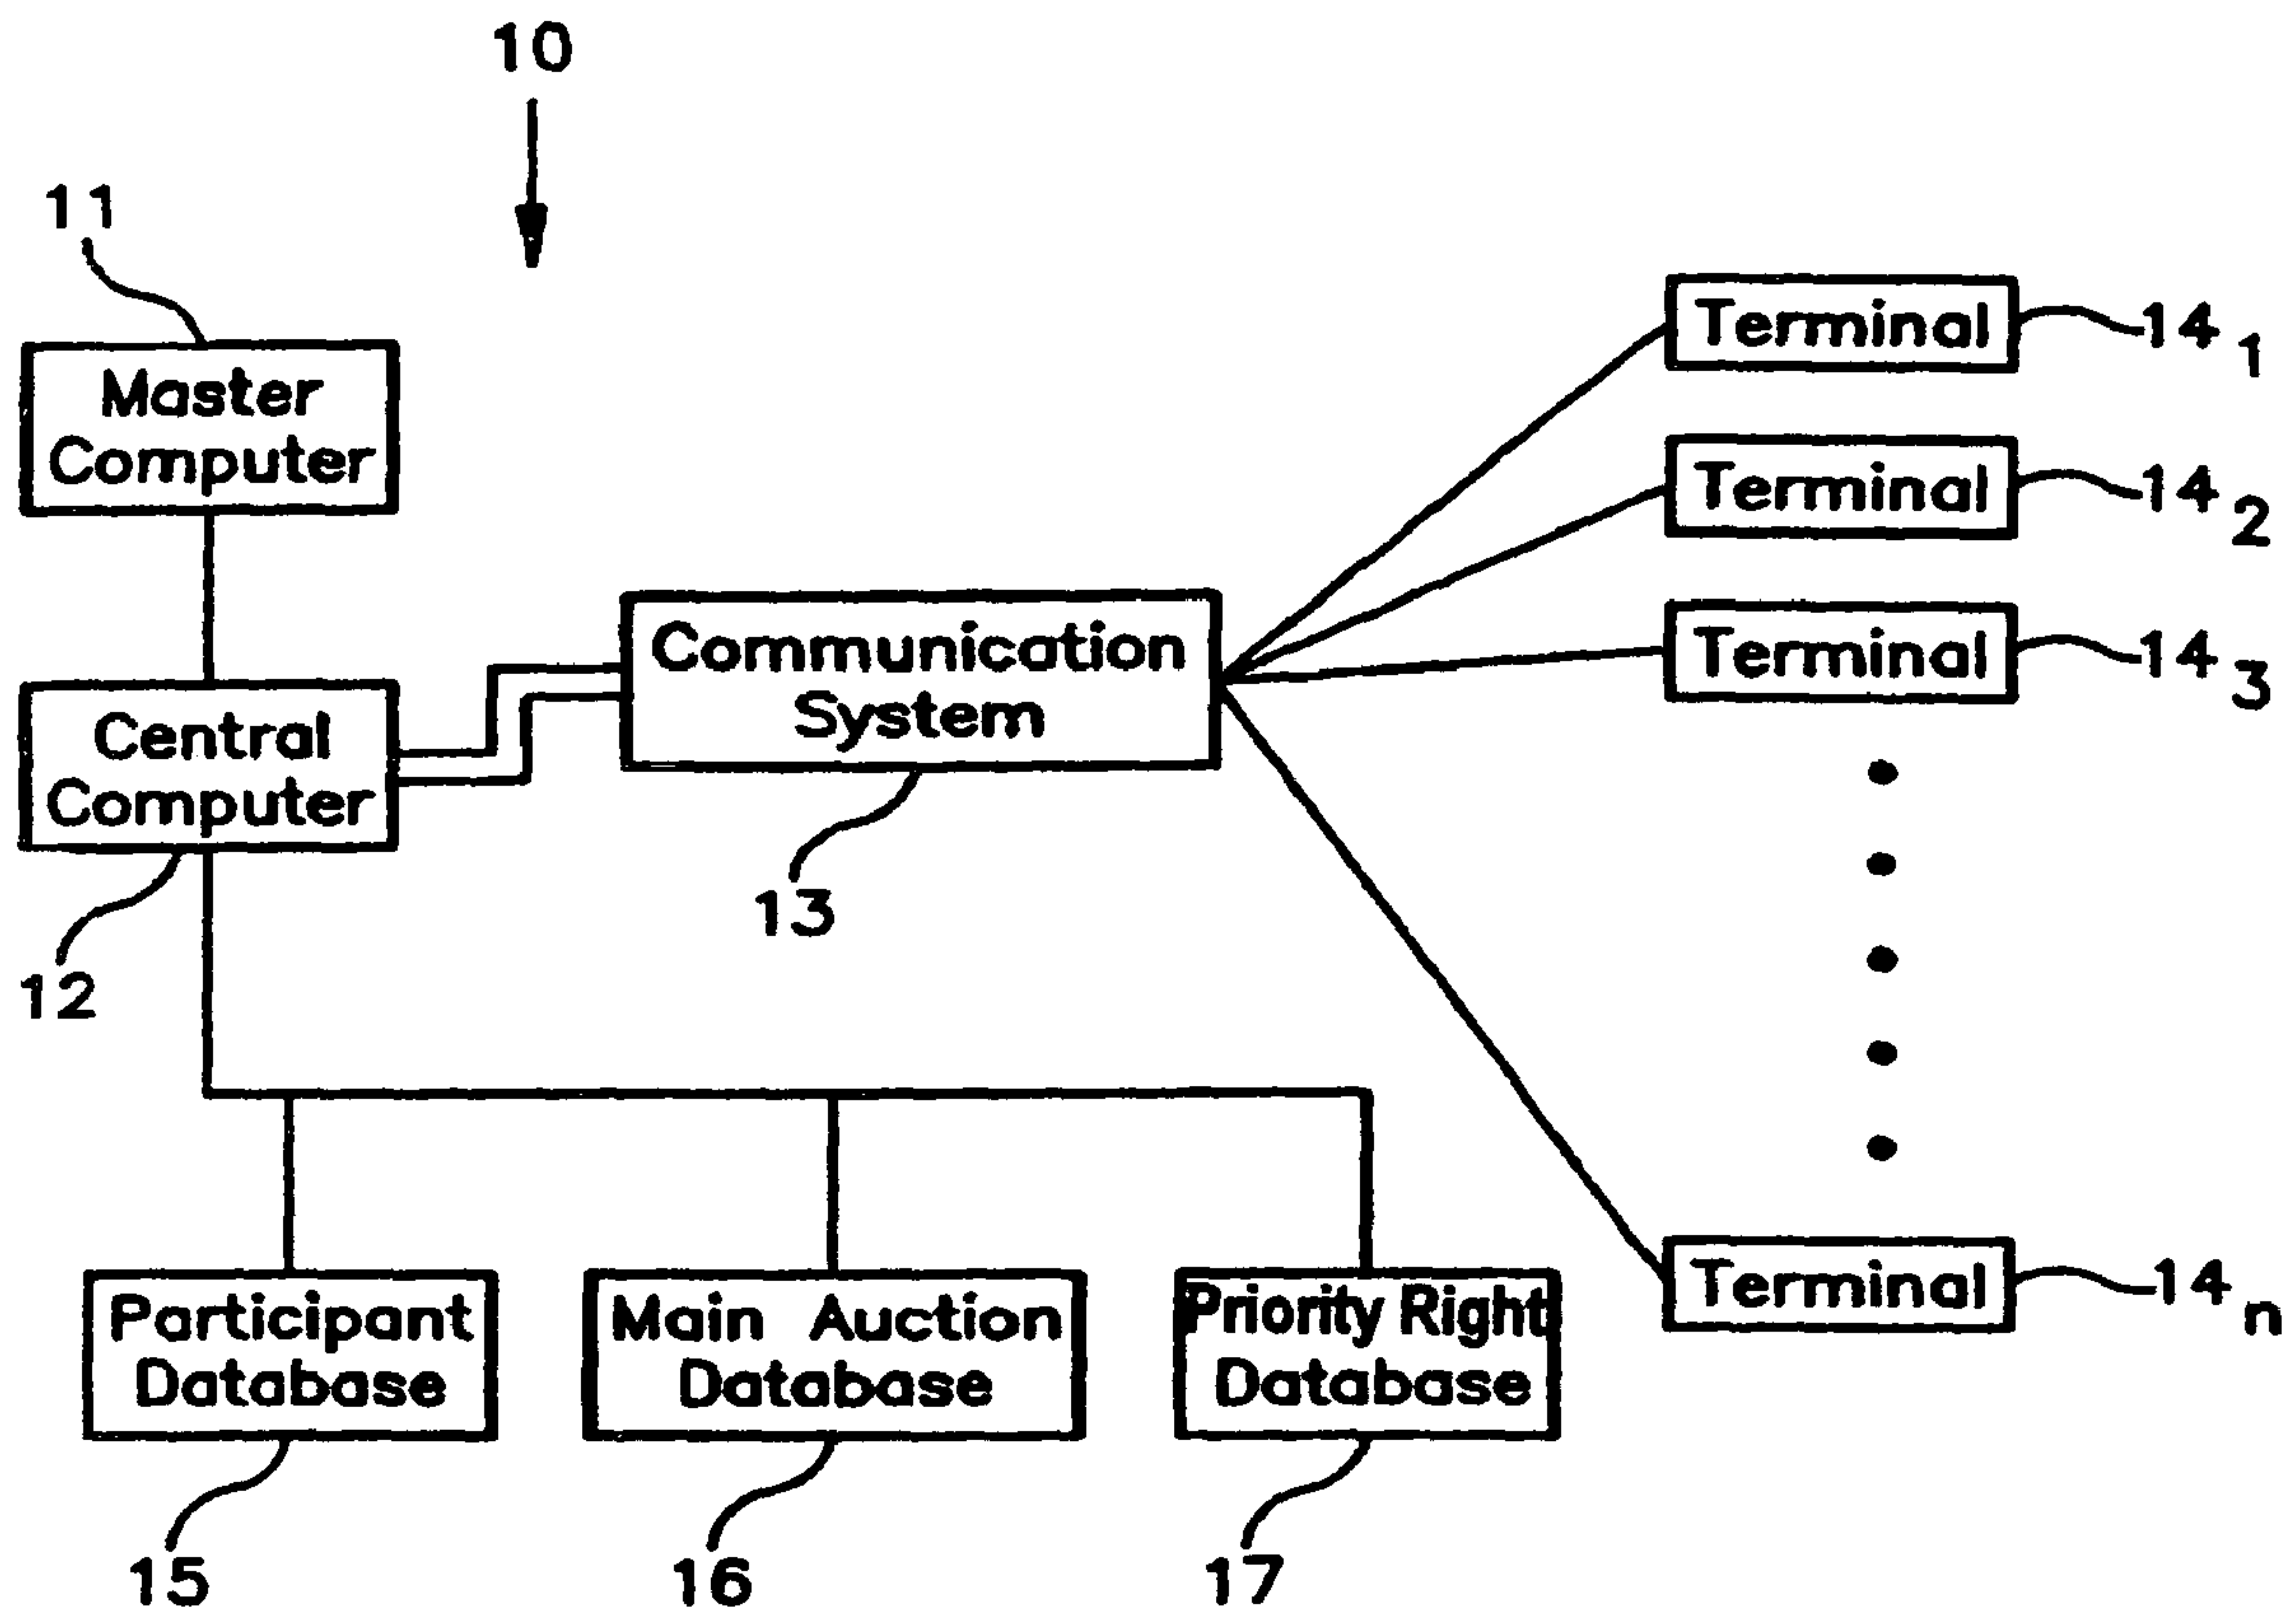 10
11
Master
Computer
Terminal 14 1
Terminal 14 2
Terminal 14 3
Communication
System
Central
Computer
13
12
Terminal 14 n
Participant
Database
Main Auction
Database
Priority Right
Database
15
16
17